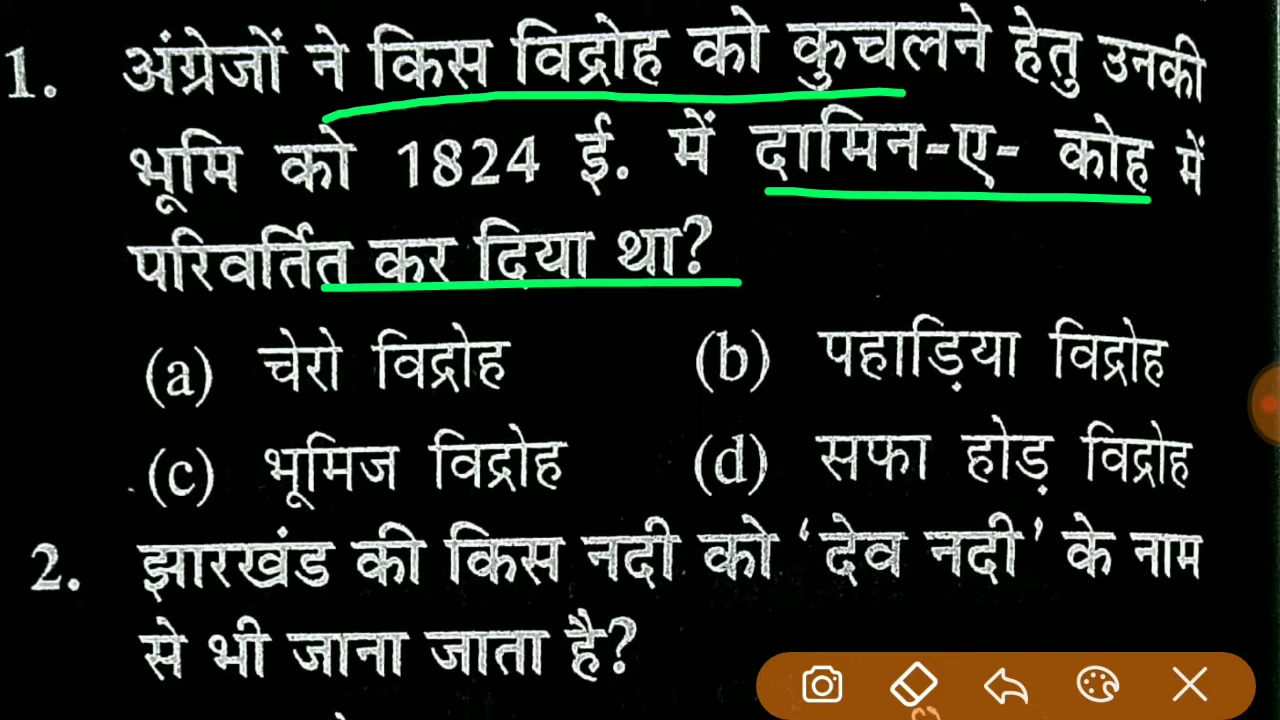 1. अंग्रेजों ने किस विद्रोह को कुचलने हेतु उनकी
भूमि को 1824 ई. में दामिन-ए- कोह में
परिवर्तित कर दिया था?
(a) चेरो विद्रोह (b) पहाड़िया विद्रोह
(c) भूमिज विद्रोह (d) सफा होड़ विद्रोह
2. झारखंड की किस नदी को ‘देव नदी’ के नाम
से भी जाना जाता है?